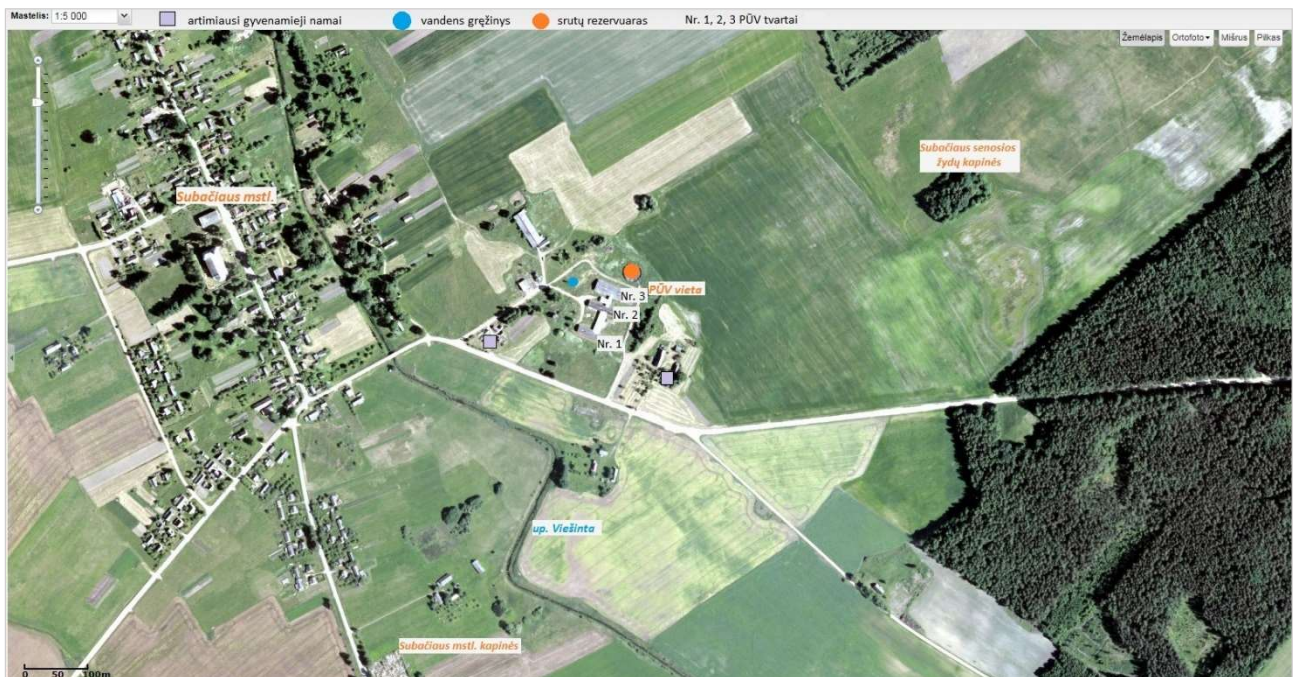 Mastelis: 1:5 000
artimiausi gyvenamieji namai
vandens gręžinys
srutų rezervuaras
Nr. 1, 2, 3 PŪV tvartai
Žemėlapis Ortofoto Mišrus Pilkas
Subačiaus senosios
žydų kapinės
Subačiaus mstl.
PŪV vieta
Nr. 3
Nr. 2
Nr. 1
up. Viešinta
Subačiaus mstl. kapinės
0 50 100m